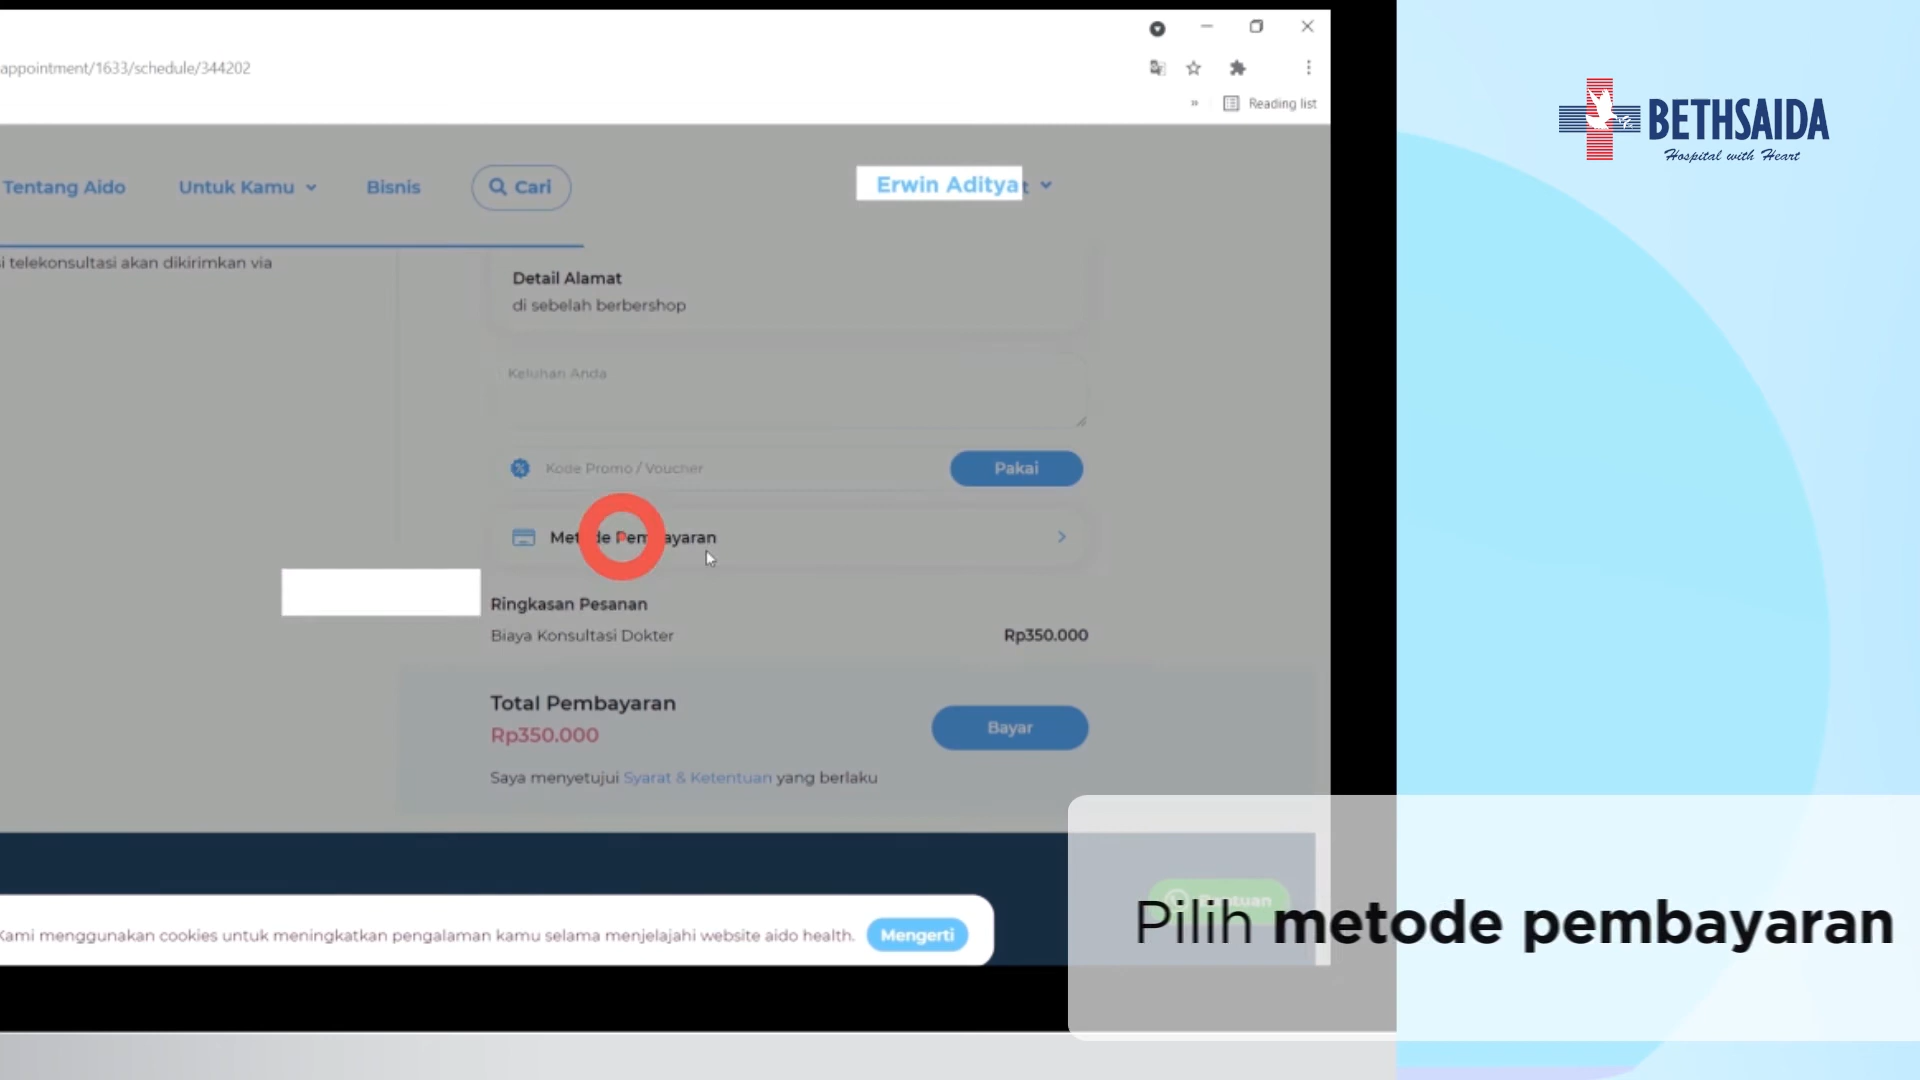 appointment/1633/schedule/344202
Reading list
BETHSAIDA
Hospital with Heart
Tentang Aido
Untuk Kamu
Bisnis
Cari
Erwin Aditya
si telekonsultasi akan dikirimkan via
Detail Alamat
di sebelah berbershop
Keluhan Anda
Kode Promo / Voucher
Pakai
Metode Pembayaran
Ringkasan Pesanan
Biaya Konsultasi Dokter
Rp350.000
Total Pembayaran
Rp350.000
Bayar
Saya menyetujui Syarat & Ketentuan yang berlaku
Kami menggunakan cookies untuk meningkatkan pengalaman kamu selama menjelajahi website aido health.
Mengerti
Pilih metode pembayaran